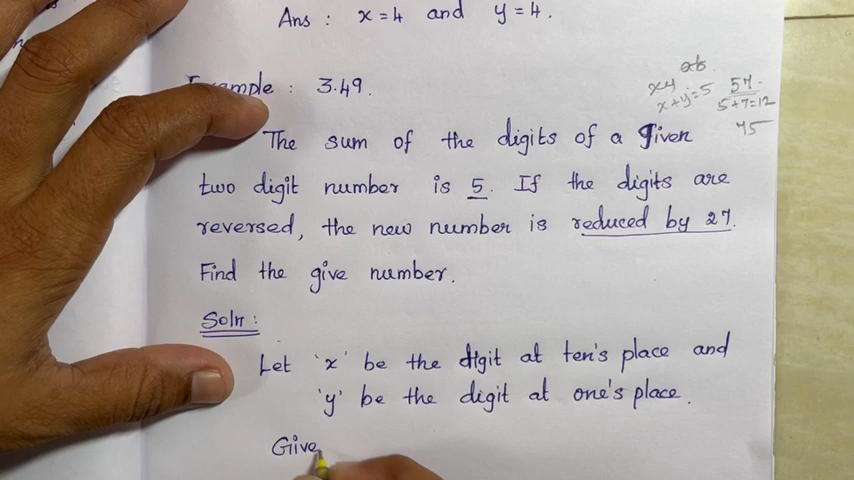 Ans : x = 4 and y = 4.
Example : 3.49.
xy
x+y=5
57
5+7=12
75
The sum of the digits of a given
two digit number is 5. If the digits are
reversed, the new number is reduced by 27.
Find the give number.
Soln :
Let 'x' be the digit at ten's place and
'y' be the digit at one's place.
Give